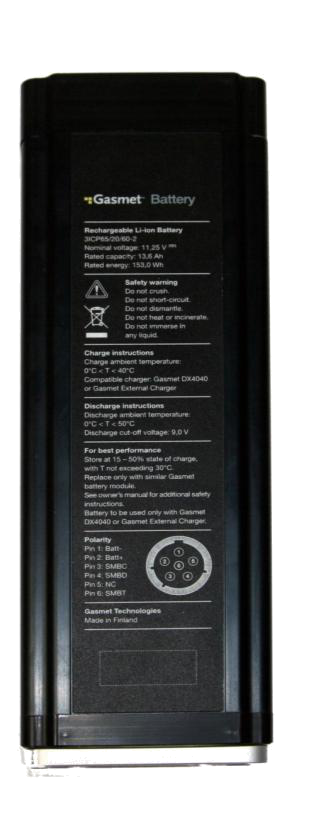 Gasmet Battery
Rechargeable Li-ion Battery
3ICP65/20/60-2
Nominal voltage: 11,25 V
Rated capacity: 13,6 Ah
Rated energy: 153,0 Wh
Safety warning
Do not crush.
Do not short-circuit.
Do not dismantle.
Do not heat or incinerate.
Do not immerse in
any liquid.
Charge instructions
Charge ambient temperature:
0°C < T < 40°C
Compatible charger: Gasmet DX4040
or Gasmet External Charger
Discharge instructions
Discharge ambient temperature:
0°C < T < 50°C
Discharge cut-off voltage: 9,0 V
For best performance
Store at 15 – 50% state of charge,
with T not exceeding 30°C.
Replace only with similar Gasmet
battery module.
See owner's manual for additional safety
instructions.
Battery to be used only with Gasmet
DX4040 or Gasmet External Charger.
Polarity
Pin 1: Batt-
Pin 2: Batt+
Pin 3: SMBC
Pin 4: SMBD
Pin 5: NC
Pin 6: SMBT
1
2
6
3
4
Gasmet Technologies
Made in Finland